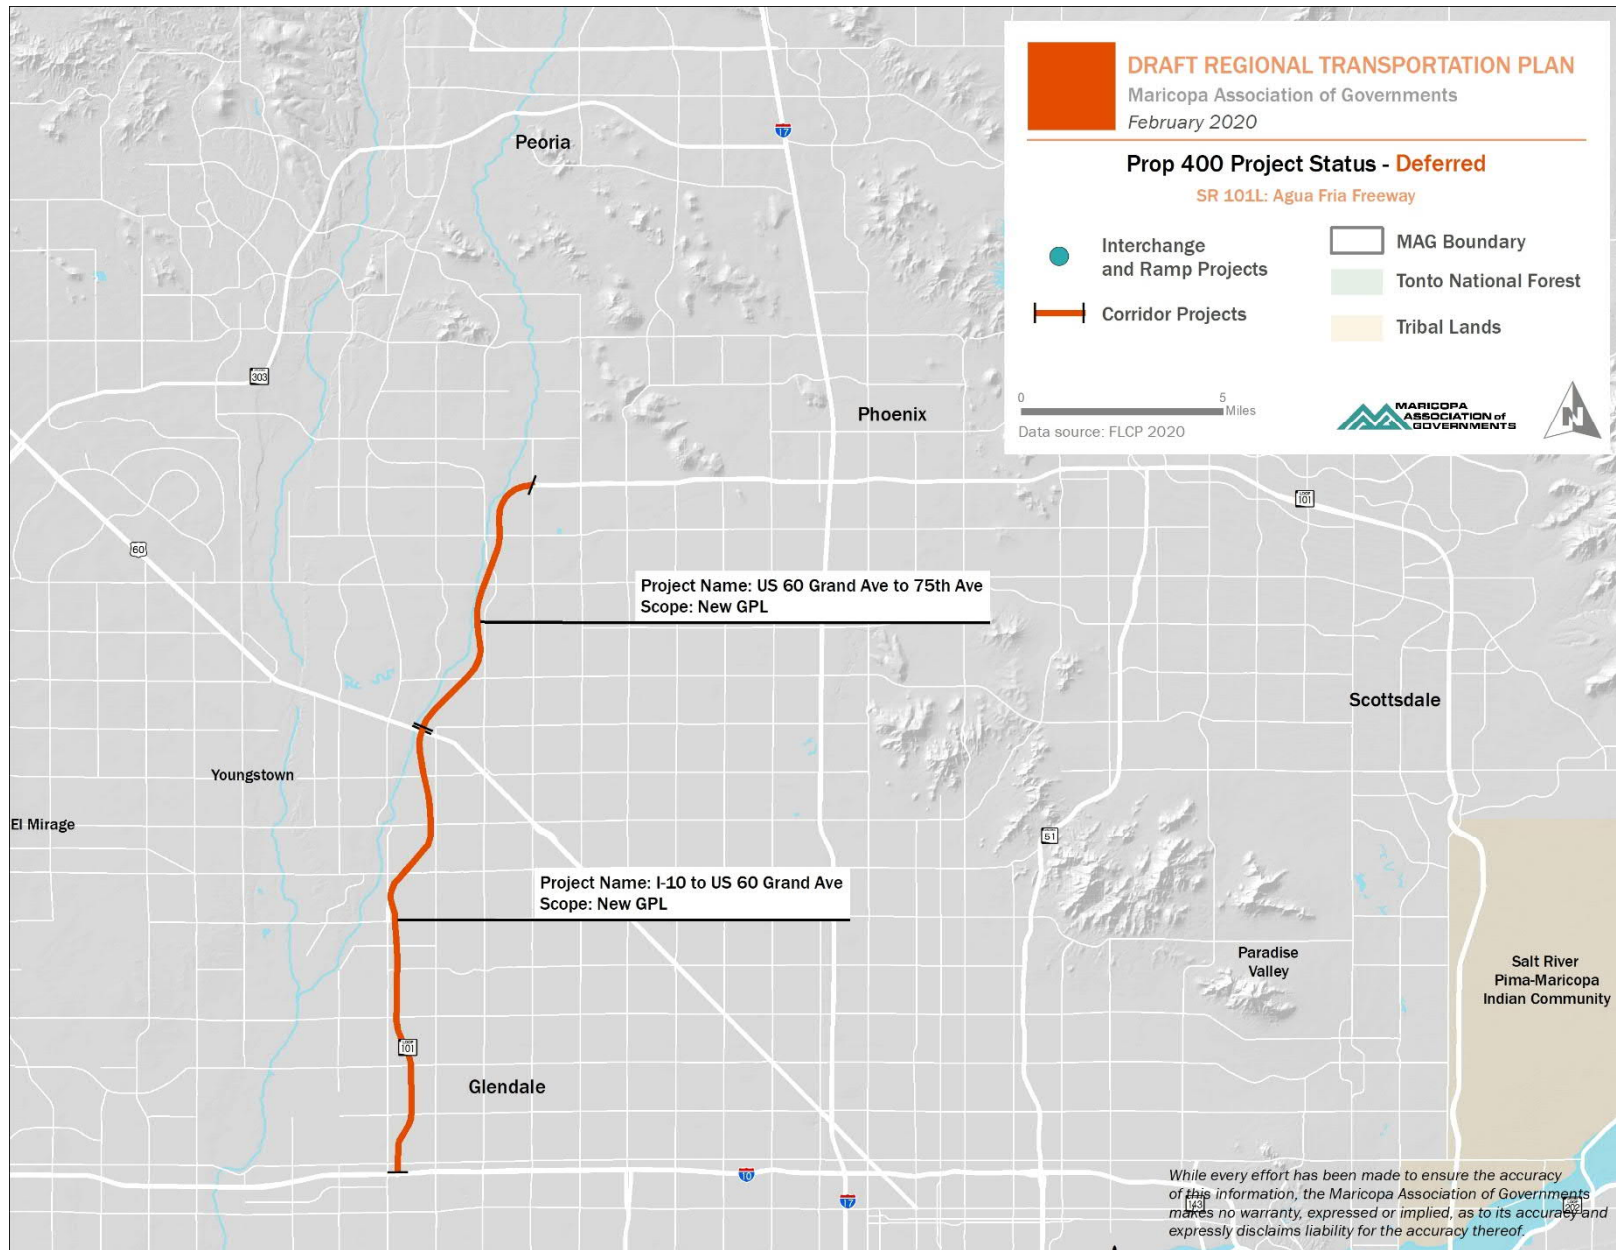 DRAFT REGIONAL TRANSPORTATION PLAN
Maricopa Association of Governments
February 2020
Prop 400 Project Status - Deferred
SR 101L: Agua Fria Freeway
Interchange
and Ramp Projects
Corridor Projects
MAG Boundary
Tonto National Forest
Tribal Lands
0 5
Miles
Data source: FLCP 2020
MARICOPA
ASSOCIATION of
GOVERNMENTS
N
Peoria
17
303
Phoenix
LOOP
101
60
Project Name: US 60 Grand Ave to 75th Ave
Scope: New GPL
Scottsdale
Youngstown
El Mirage
51
Project Name: I-10 to US 60 Grand Ave
Scope: New GPL
Paradise
Valley
Salt River
Pima-Maricopa
Indian Community
LOOP
101
Glendale
10
17
143
202
While every effort has been made to ensure the accuracy
of this information, the Maricopa Association of Governments
makes no warranty, expressed or implied, as to its accuracy and
expressly disclaims liability for the accuracy thereof.